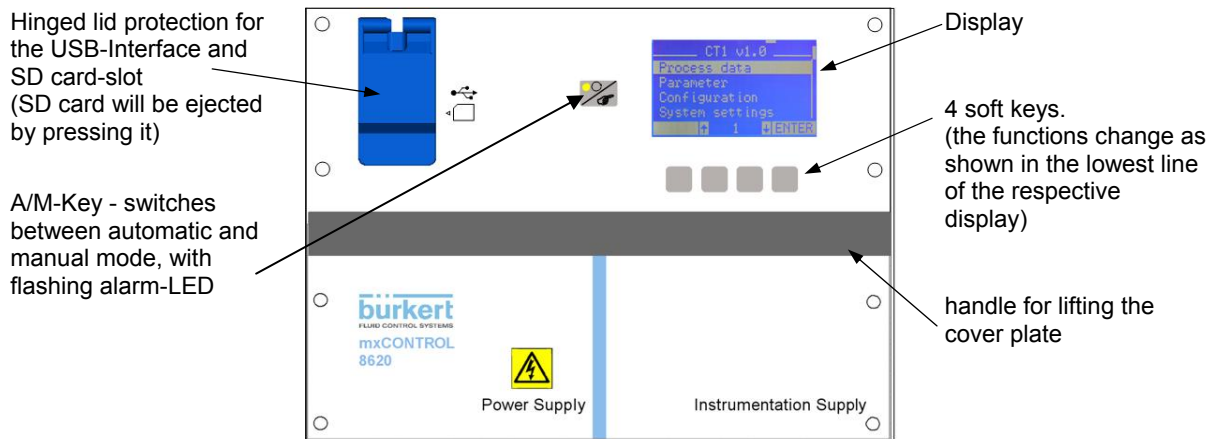 Hinged lid protection for
the USB-Interface and
SD card-slot
(SD card will be ejected
by pressing it)
A/M-Key - switches
between automatic and
manual mode, with
flashing alarm-LED
CT1 v1.0
Process data
Parameter
Configuration
System settings
1 ENTER
Display
4 soft keys.
(the functions change as
shown in the lowest line
of the respective
display)
handle for lifting the
cover plate
bürkert
FLUID CONTROL SYSTEMS
mxCONTROL
8620
Power Supply
Instrumentation Supply